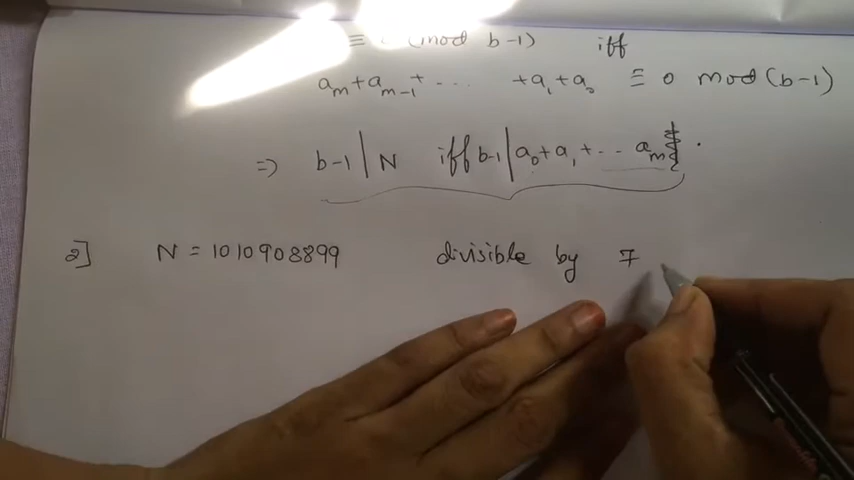 ≡ (mod b-1) iff
aₘ+aₘ₋₁+ ... +a₁+a₀ ≡ 0 mod (b-1)
⇒ b-1 | N iff b-1 | a₀+a₁+... aₘ .
2] N = 1010908899 divisible by 7